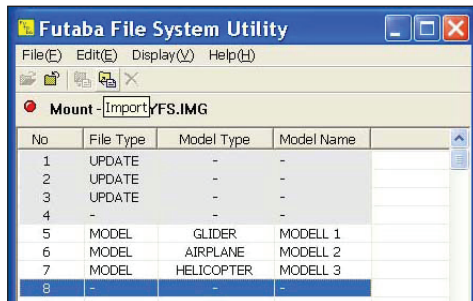 Futaba File System Utility
File(F) Edit(E) Display(V) Help(H)
Mount - Import YFS.IMG
No File Type Model Type Model Name
1 UPDATE - -
2 UPDATE - -
3 UPDATE - -
4 - - -
5 MODEL GLIDER MODELL 1
6 MODEL AIRPLANE MODELL 2
7 MODEL HELICOPTER MODELL 3
8 - - -